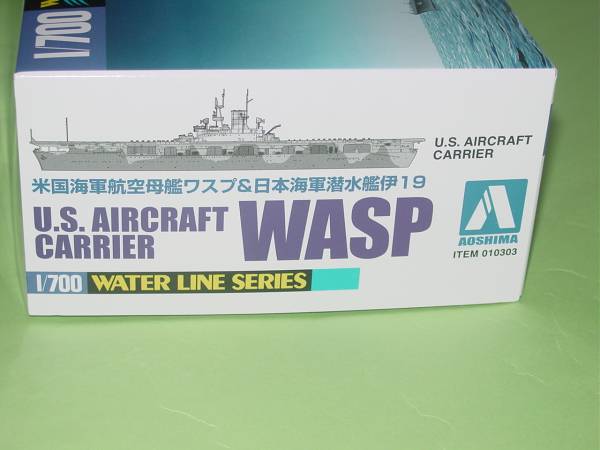 1/700 W
U.S. AIRCRAFT
CARRIER
米国海軍航空母艦ワスプ&日本海軍潜水艦伊19
U.S. AIRCRAFT
CARRIER
WASP
AOSHIMA
ITEM 010303
1/700 WATER LINE SERIES